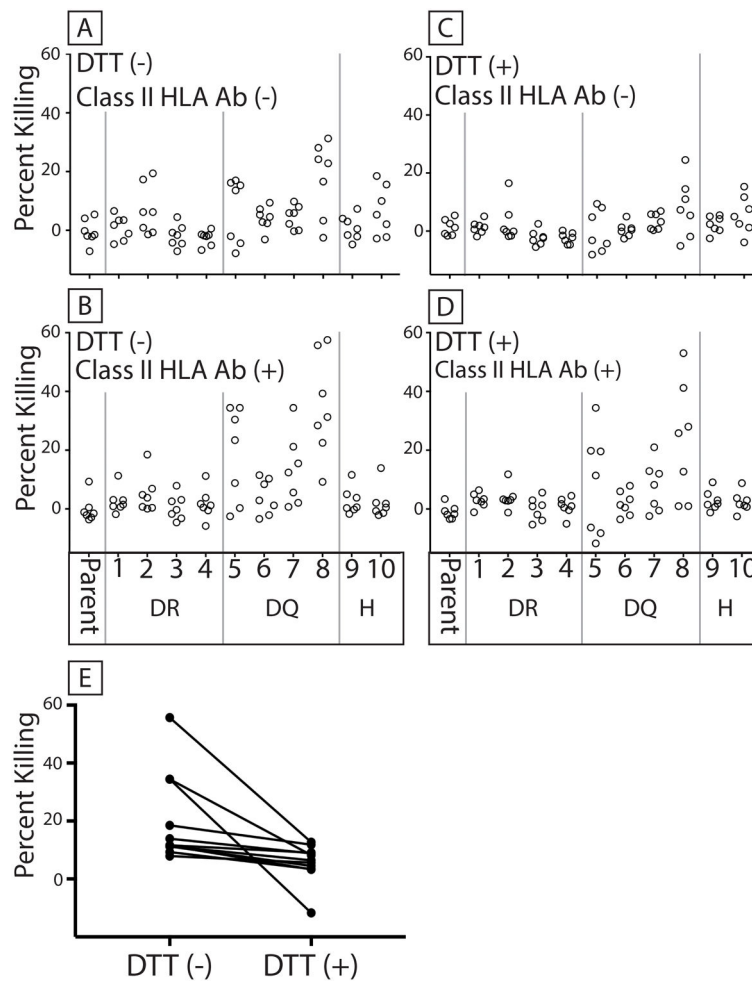 A
60
40
20
0
Percent Killing
DTT (-)
Class II HLA Ab (-)
C
60
40
20
0
DTT (+)
Class II HLA Ab (-)
B
60
40
20
0
Percent Killing
DTT (-)
Class II HLA Ab (+)
Parent 1 2 3 4 5 6 7 8 9 10
DR DQ H
D
60
40
20
0
DTT (+)
Class II HLA Ab (+)
Parent 1 2 3 4 5 6 7 8 9 10
DR DQ H
E
60
40
20
0
Percent Killing
DTT (-) DTT (+)